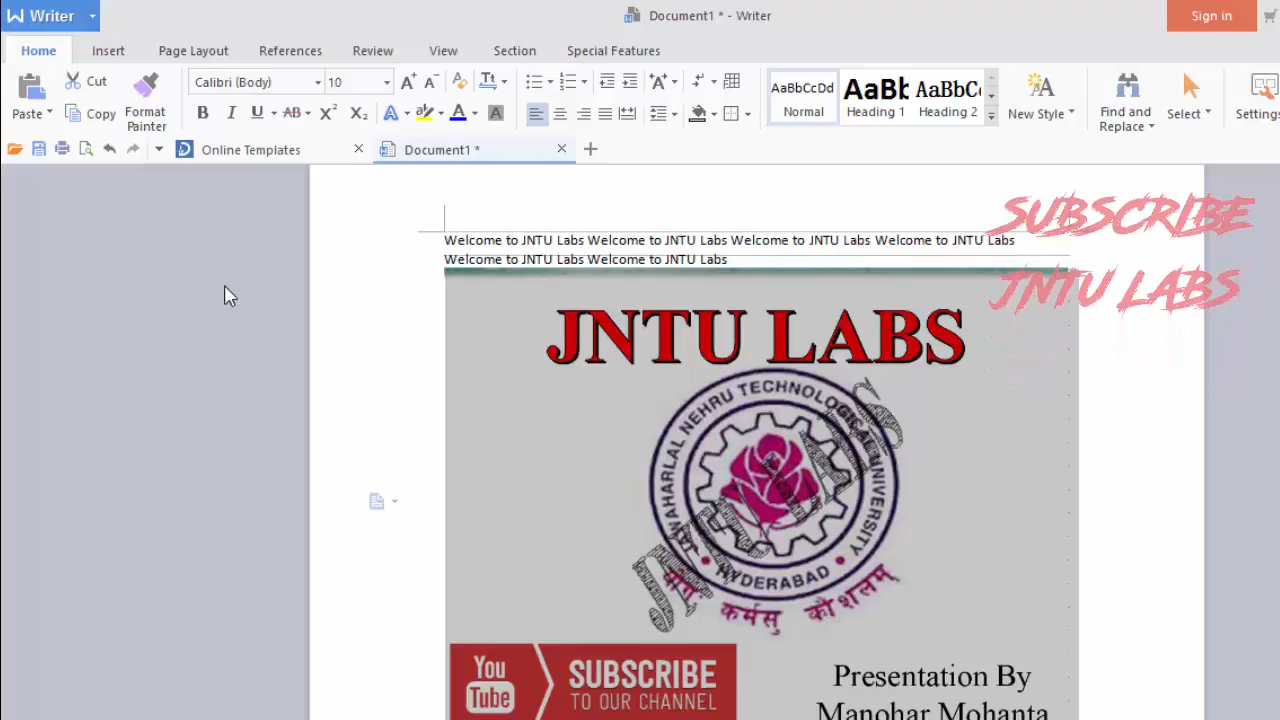 Writer
Document1 * - Writer
Sign in
Home
Insert
Page Layout
References
Review
View
Section
Special Features
Paste
Cut
Copy
Format
Painter
Calibri (Body)
10
AaBbCcDd
Normal
AaBb
Heading 1
AaBbC
Heading 2
New Style
Find and
Replace
Select
Settings
Online Templates
Document1 *
Welcome to JNTU Labs Welcome to JNTU Labs Welcome to JNTU Labs Welcome to JNTU Labs
Welcome to JNTU Labs Welcome to JNTU Labs
SUBSCRIBE
JNTU LABS
JNTU LABS
JAWAHARLAL NEHRU TECHNOLOGICAL UNIVERSITY
HYDERABAD
योगः कर्मसु कौशलम्
JNTU LABS
You
Tube
SUBSCRIBE
TO OUR CHANNEL
Presentation By
Manohar Mohanta